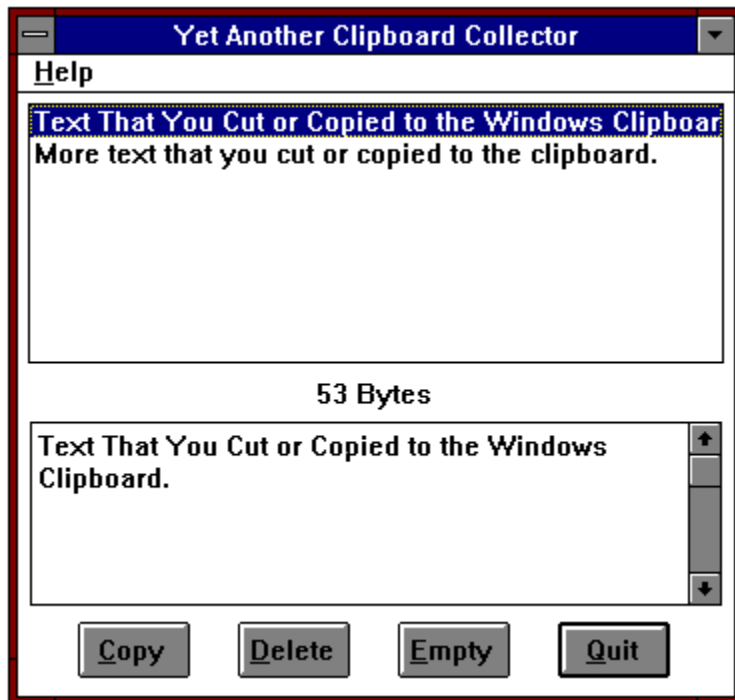 Yet Another Clipboard Collector
Help
Text That You Cut or Copied to the Windows Clipboar
More text that you cut or copied to the clipboard.
53 Bytes
Text That You Cut or Copied to the Windows
Clipboard.
Copy Delete Empty Quit